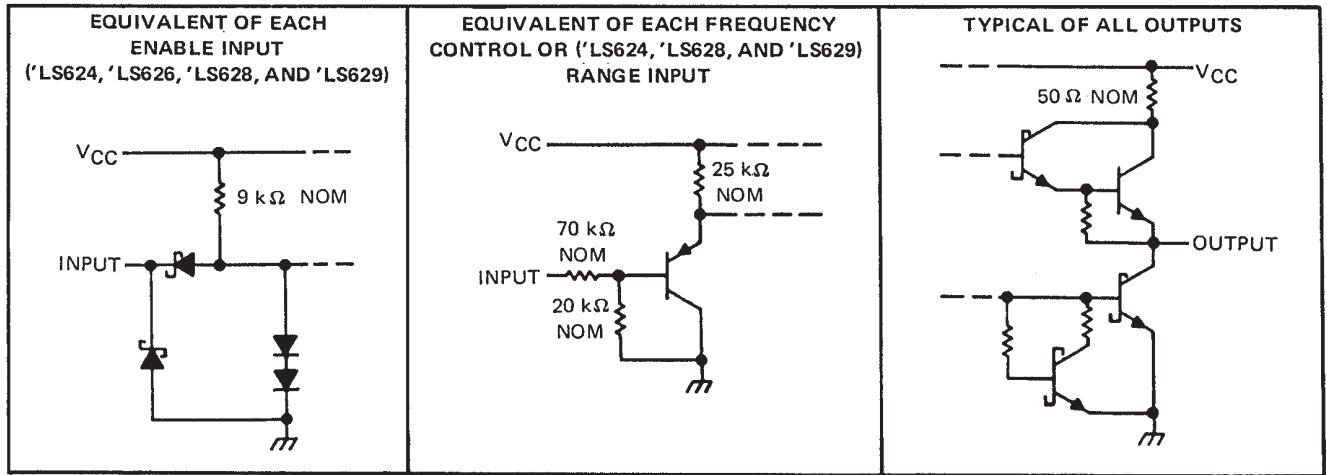 EQUIVALENT OF EACH
ENABLE INPUT
('LS624, 'LS626, 'LS628, AND 'LS629)
VCC
9 kΩ NOM
INPUT
EQUIVALENT OF EACH FREQUENCY
CONTROL OR ('LS624, 'LS628, AND 'LS629)
RANGE INPUT
VCC
25 kΩ
NOM
70 kΩ
NOM
INPUT
20 kΩ
NOM
TYPICAL OF ALL OUTPUTS
VCC
50 Ω NOM
OUTPUT